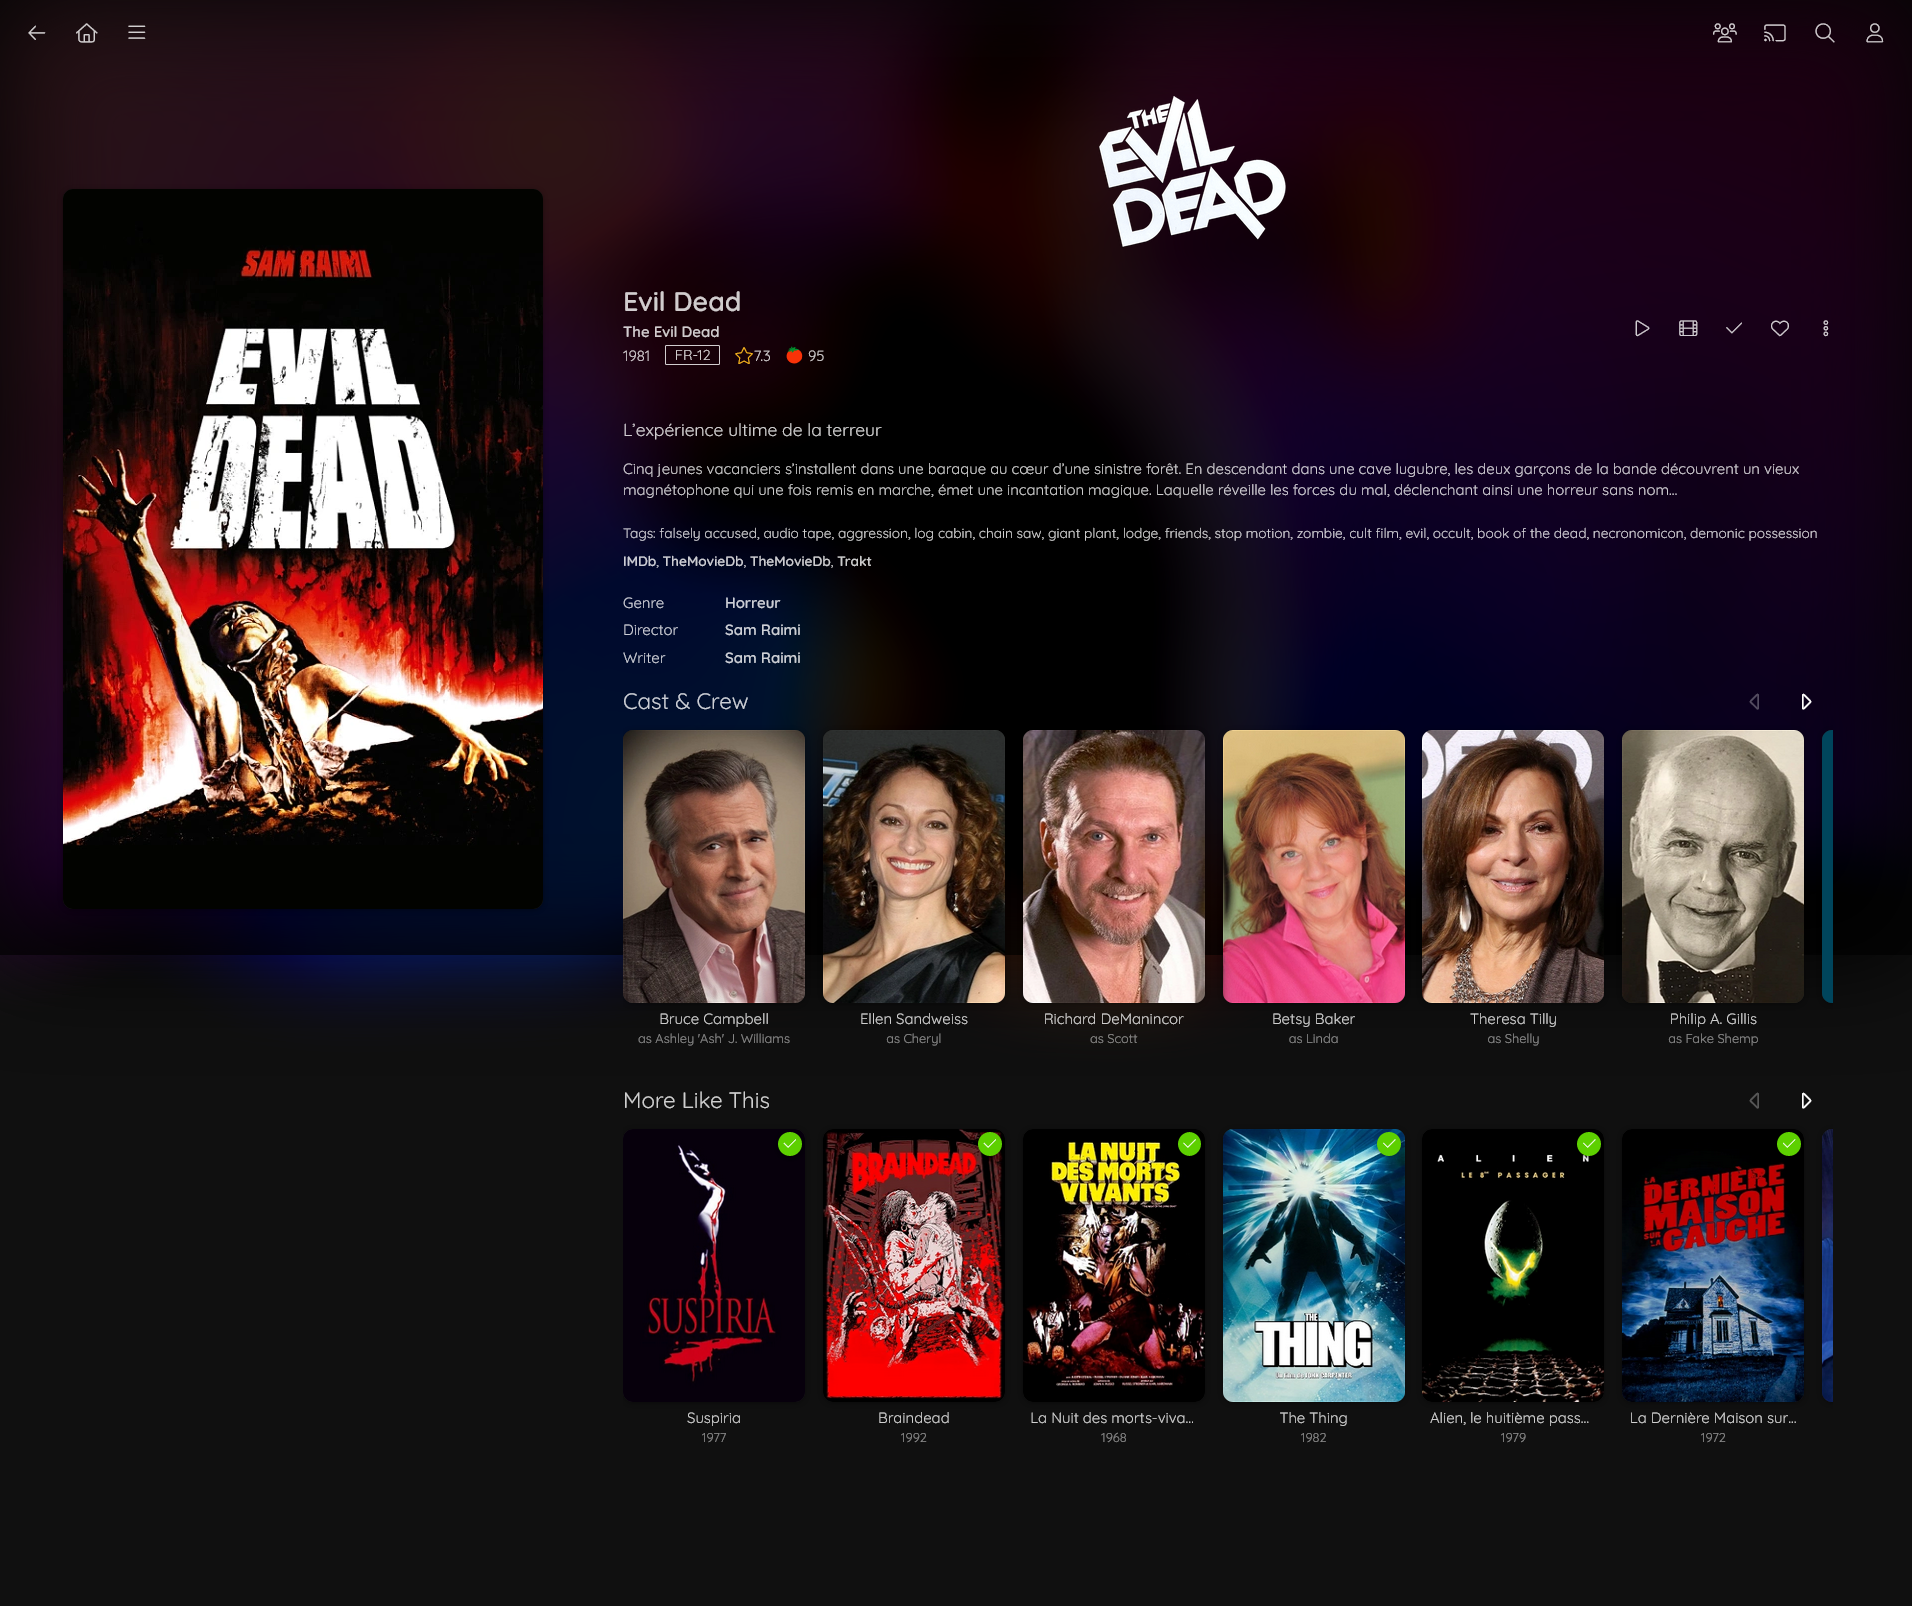 THE
EVIL
DEAD
SAM RAIMI
EVIL
DEAD
Evil Dead
The Evil Dead
1981 FR-12 7.3 95
L'expérience ultime de la terreur
Cinq jeunes vacanciers s'installent dans une baraque au cœur d'une sinistre forêt. En descendant dans une cave lugubre, les deux garçons de la bande découvrent un vieux
magnétophone qui une fois remis en marche, émet une incantation magique. Laquelle réveille les forces du mal, déclenchant ainsi une horreur sans nom...
Tags: falsely accused, audio tape, aggression, log cabin, chain saw, giant plant, lodge, friends, stop motion, zombie, cult film, evil, occult, book of the dead, necronomicon, demonic possession
IMDb, TheMovieDb, TheMovieDb, Trakt
Genre Horreur
Director Sam Raimi
Writer Sam Raimi
Cast & Crew
DEAD
Bruce Campbell
as Ashley 'Ash' J. Williams
Ellen Sandweiss
as Cheryl
Richard DeManincor
as Scott
Betsy Baker
as Linda
Theresa Tilly
as Shelly
Philip A. Gillis
as Fake Shemp
More Like This
SUSPIRIA
BRAINDEAD
LA NUIT
DES MORTS
VIVANTS
THE
THING
ALIEN
LE 8ME PASSAGER
LA
DERNIÈRE
MAISON
SUR LA
GAUCHE
Suspiria
1977
Braindead
1992
La Nuit des morts-viva...
1968
The Thing
1982
Alien, le huitième pass...
1979
La Dernière Maison sur...
1972